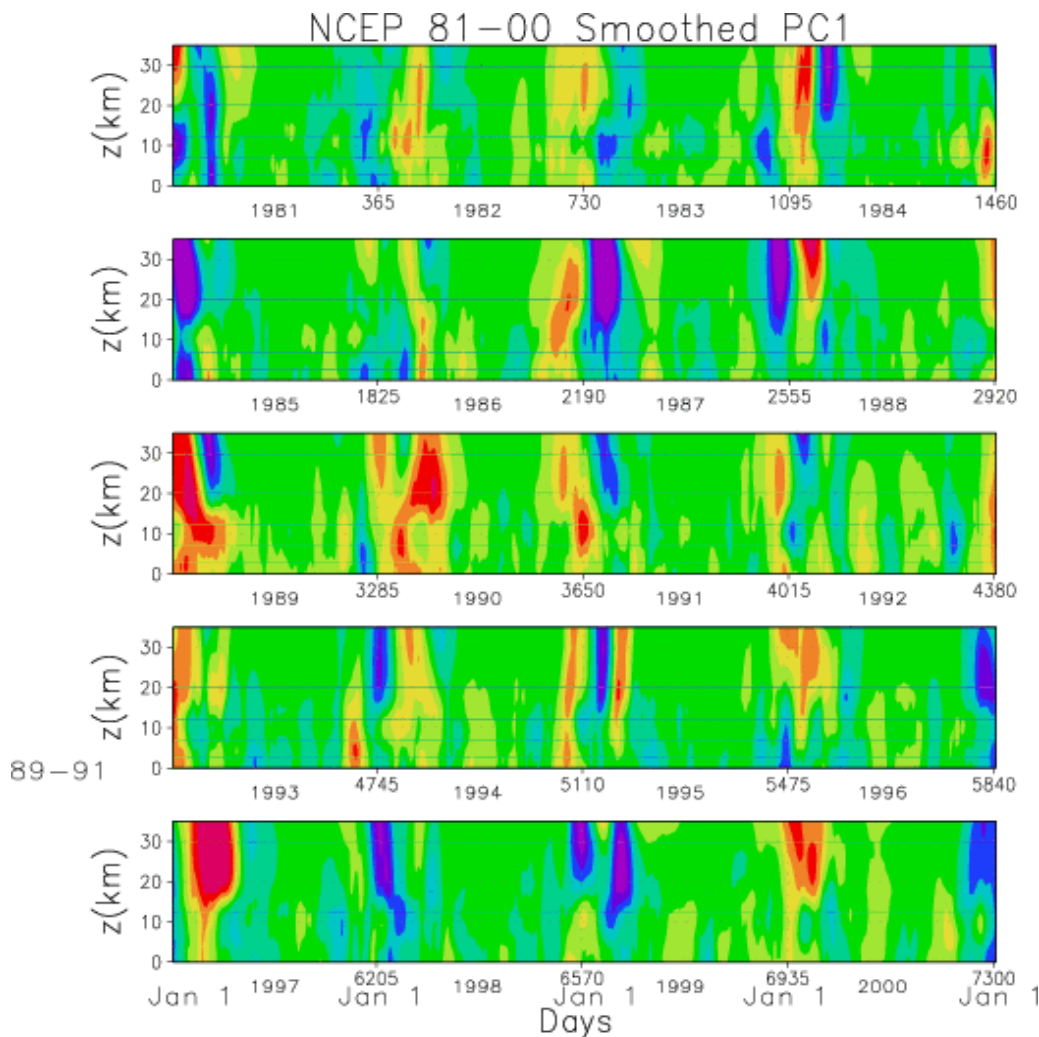 NCEP 81-00 Smoothed PC1
z(km)
30
20
10
0
365 730 1095 1460
1981 1982 1983 1984
z(km)
30
20
10
0
1825 2190 2555 2920
1985 1986 1987 1988
z(km)
30
20
10
0
3285 3650 4015 4380
1989 1990 1991 1992
z(km)
30
20
10
0
89-91
4745 5110 5475 5840
1993 1994 1995 1996
z(km)
30
20
10
0
6205 6570 6935 7300
1997 1998 1999 2000
Jan 1 Jan 1 Jan 1 Jan 1 Jan 1
Days